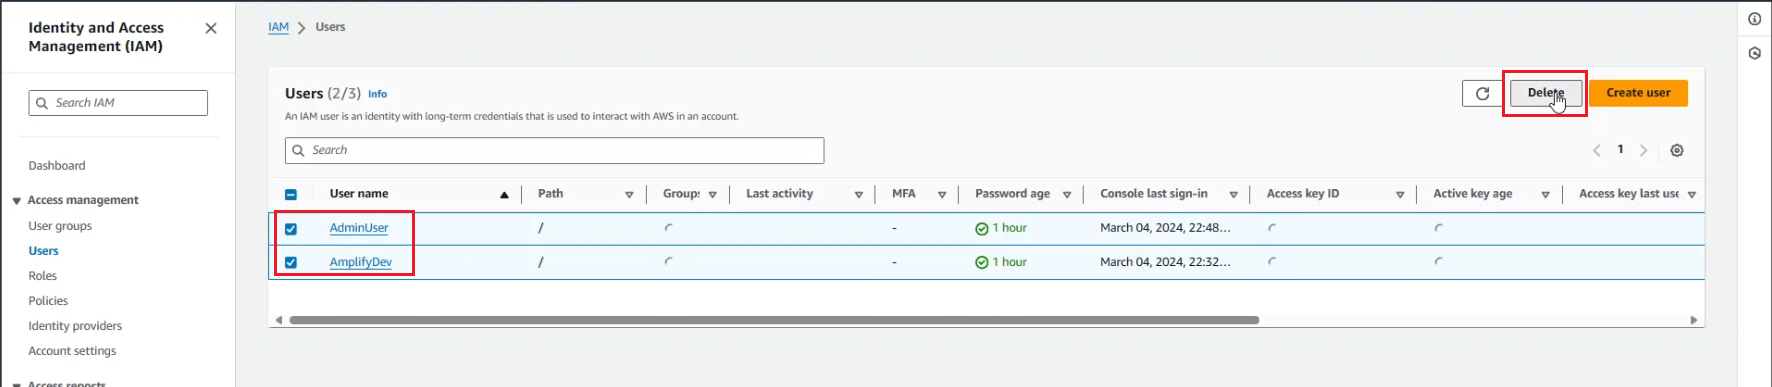 Identity and Access
Management (IAM)
Search IAM
Dashboard
Access management
User groups
Users
Roles
Policies
Identity providers
Account settings
Access reports
IAM > Users
Users (2/3) Info
Delete
Create user
An IAM user is an identity with long-term credentials that is used to interact with AWS in an account.
Search
1
User name Path Groups Last activity MFA Password age Console last sign-in Access key ID Active key age Access key last use
AdminUser / - 1 hour March 04, 2024, 22:48...
AmplifyDev / - 1 hour March 04, 2024, 22:32...